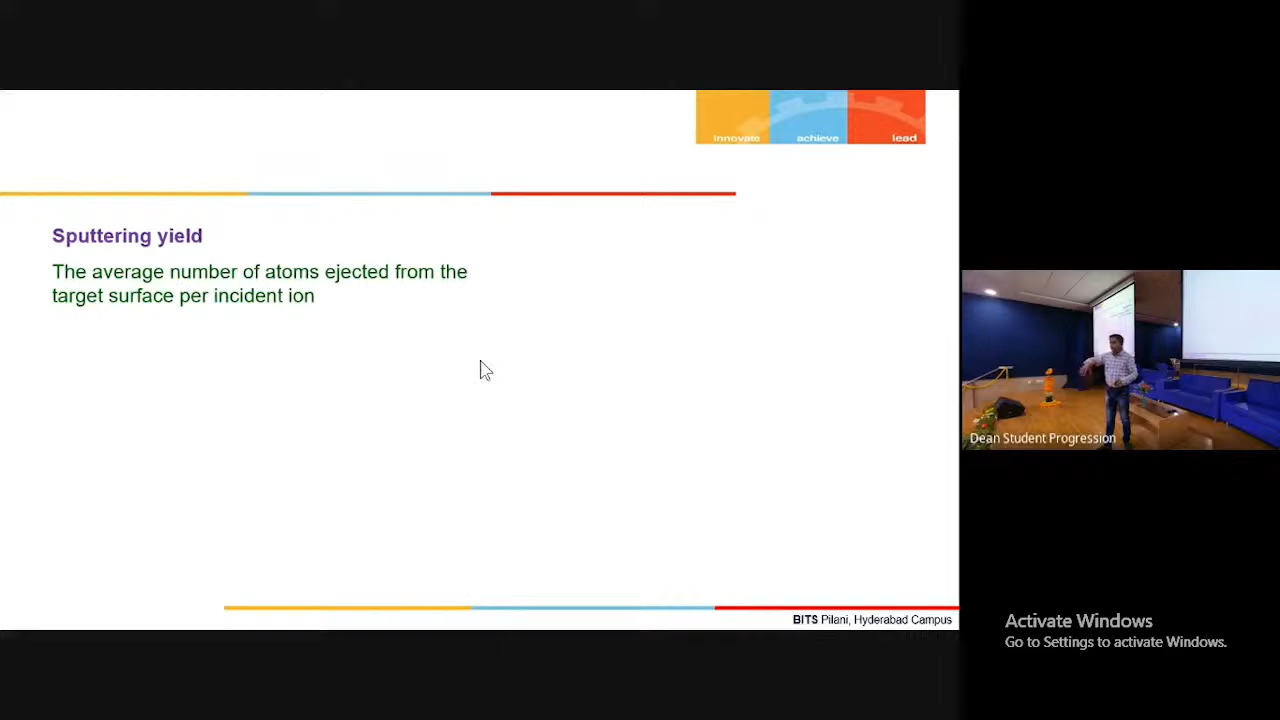 innovate achieve lead
Sputtering yield
The average number of atoms ejected from the
target surface per incident ion
BITS Pilani, Hyderabad Campus
Dean Student Progression
Activate Windows
Go to Settings to activate Windows.